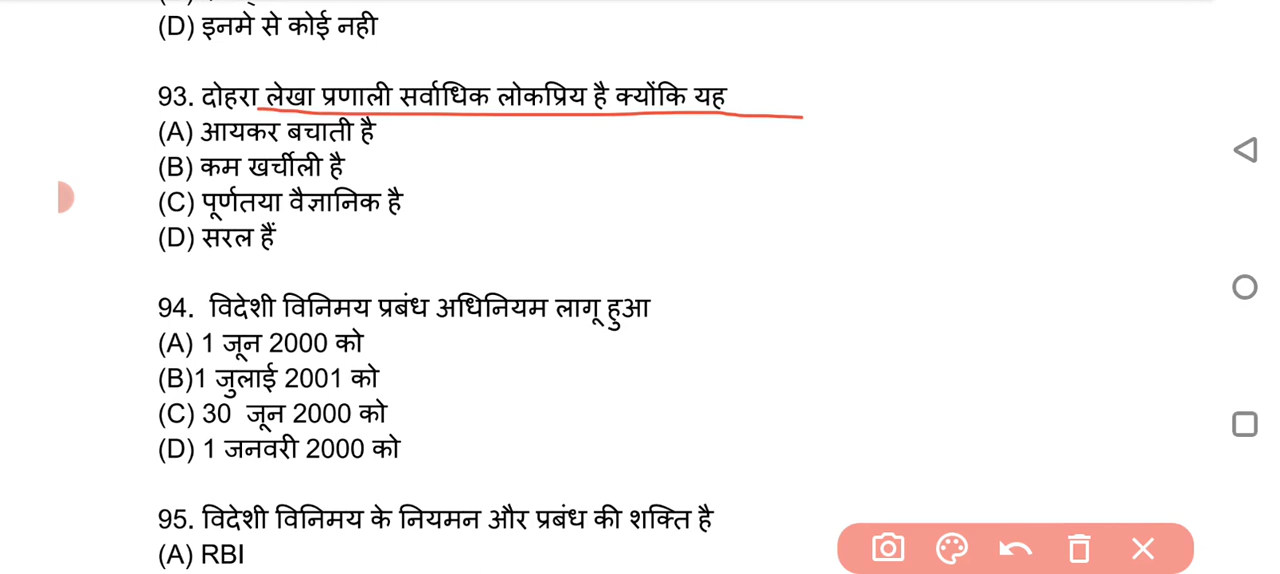 (D) इनमे से कोई नही
93. दोहरा लेखा प्रणाली सर्वाधिक लोकप्रिय है क्योंकि यह
(A) आयकर बचाती है
(B) कम खर्चीली है
(C) पूर्णतया वैज्ञानिक है
(D) सरल हैं
94. विदेशी विनिमय प्रबंध अधिनियम लागू हुआ
(A) 1 जून 2000 को
(B)1 जुलाई 2001 को
(C) 30 जून 2000 को
(D) 1 जनवरी 2000 को
95. विदेशी विनिमय के नियमन और प्रबंध की शक्ति है
(A) RBI